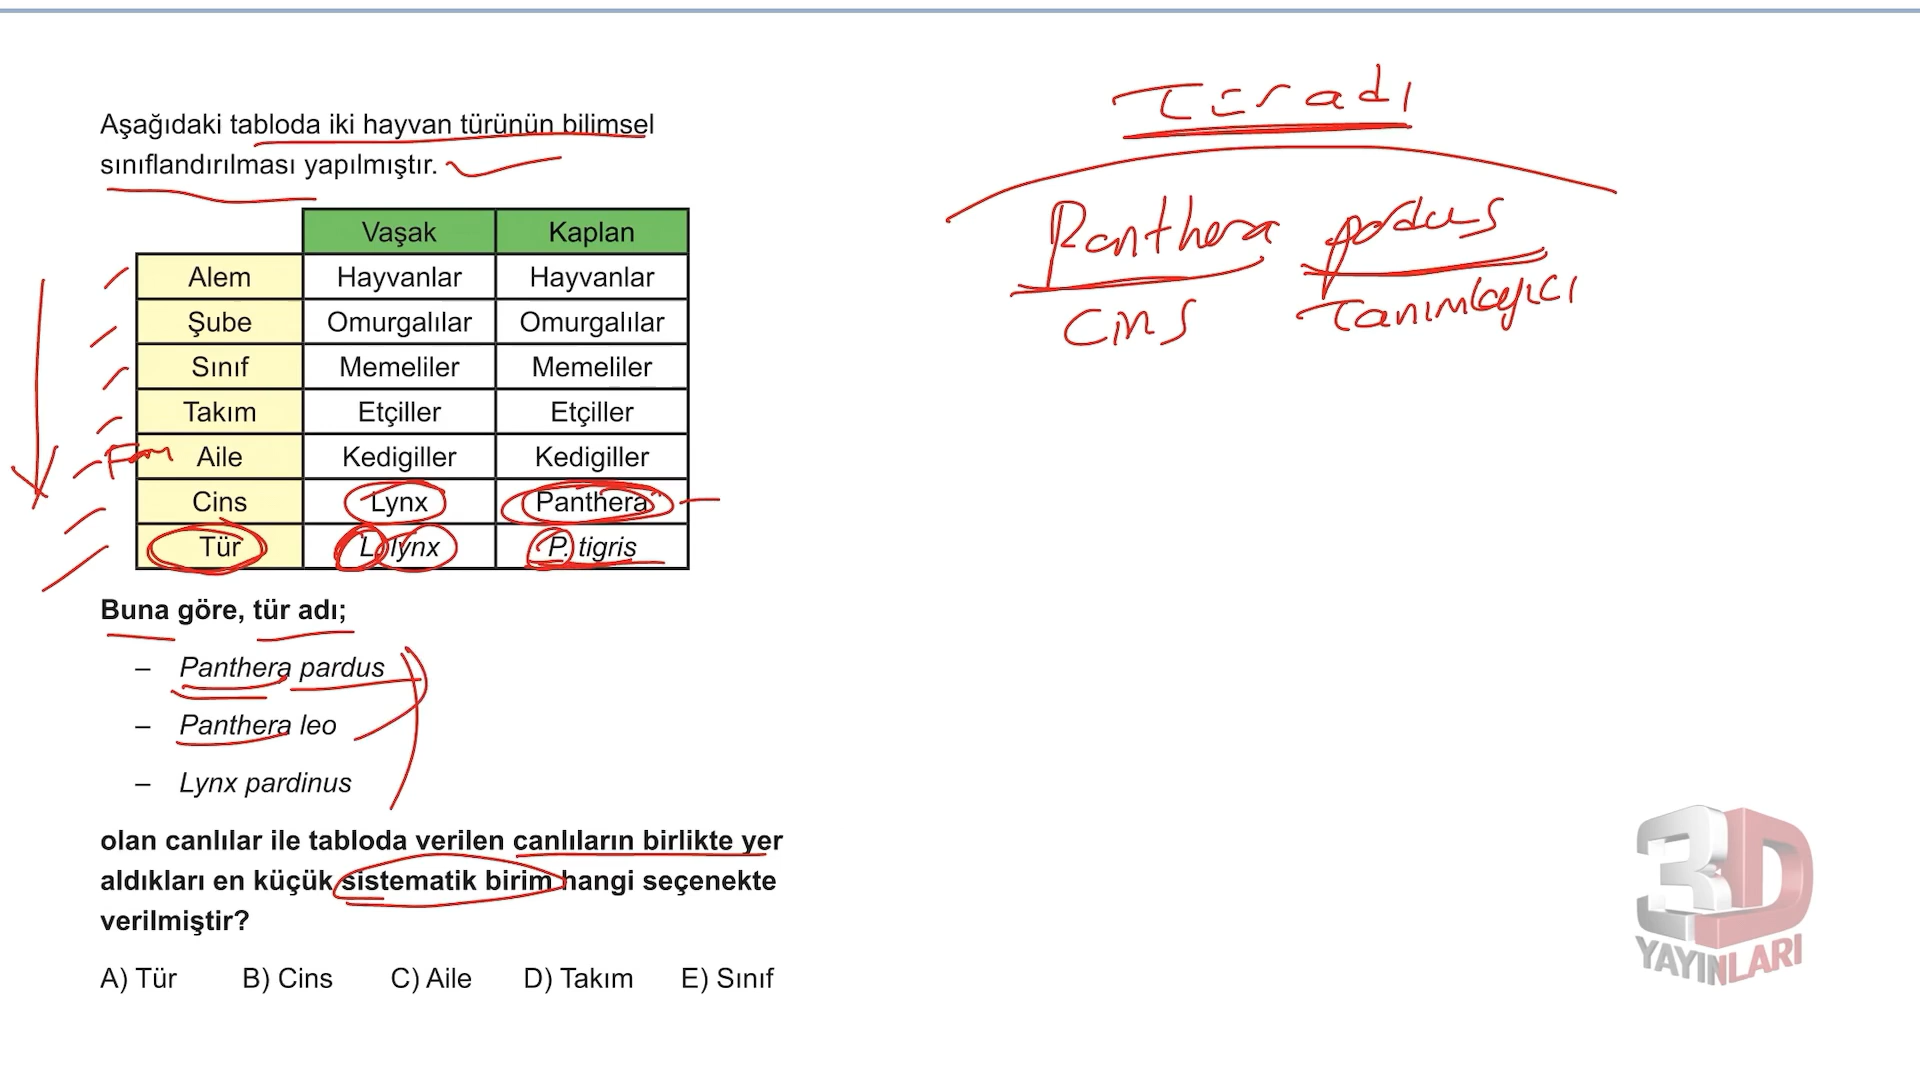 Aşağıdaki tabloda iki hayvan türünün bilimsel
sınıflandırılması yapılmıştır.
Vaşak Kaplan
Alem Hayvanlar Hayvanlar
Şube Omurgalılar Omurgalılar
Sınıf Memeliler Memeliler
Takım Etçiller Etçiller
Fam Aile Kedigiller Kedigiller
Cins Lynx Panthera
Tür L. lynx P. tigris
Buna göre, tür adı;
– Panthera pardus
– Panthera leo
– Lynx pardinus
olan canlılar ile tabloda verilen canlıların birlikte yer
aldıkları en küçük sistematik birim hangi seçenekte
verilmiştir?
A) Tür B) Cins C) Aile D) Takım E) Sınıf
Tür adı
Panthera pardus
Cins Tanımlayıcı
3D
YAYINLARI